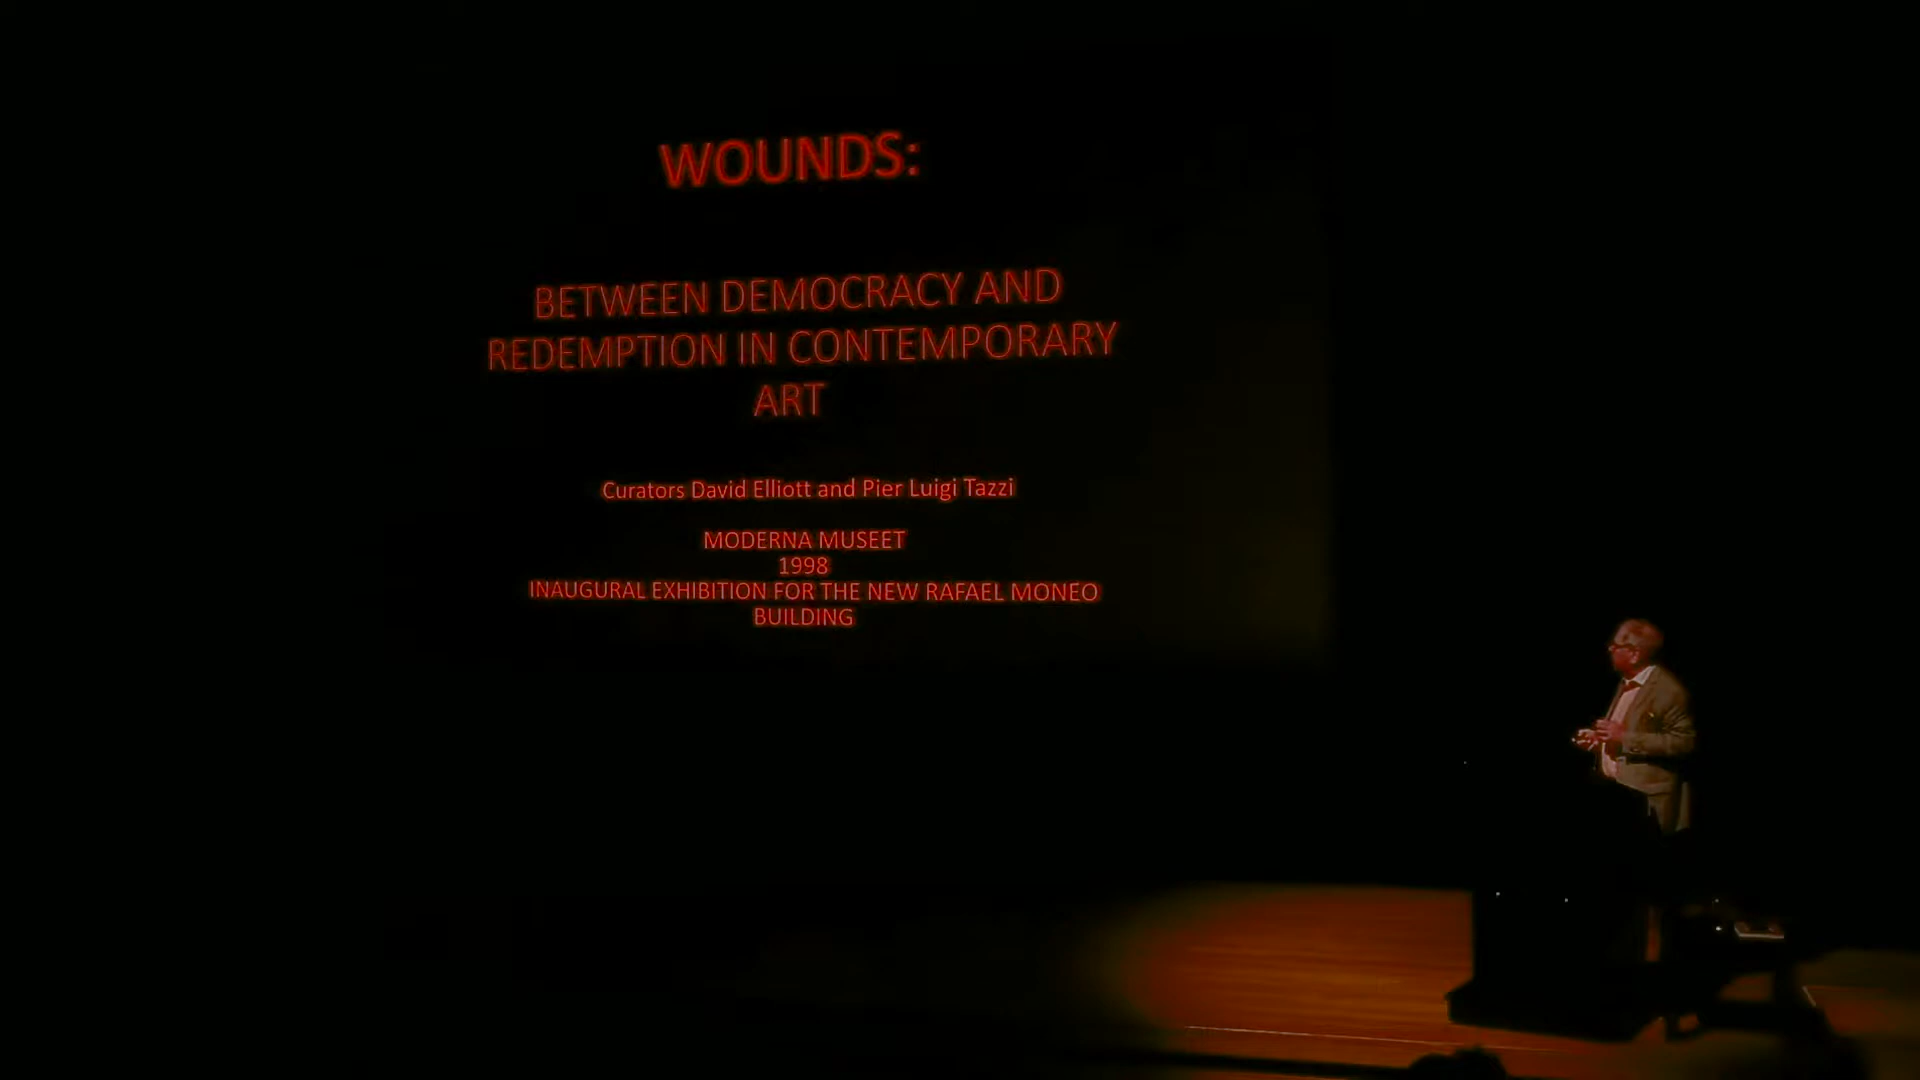 WOUNDS:
BETWEEN DEMOCRACY AND
REDEMPTION IN CONTEMPORARY
ART
Curators David Elliott and Pier Luigi Tazzi
MODERNA MUSEET
1998
INAUGURAL EXHIBITION FOR THE NEW RAFAEL MONEO
BUILDING